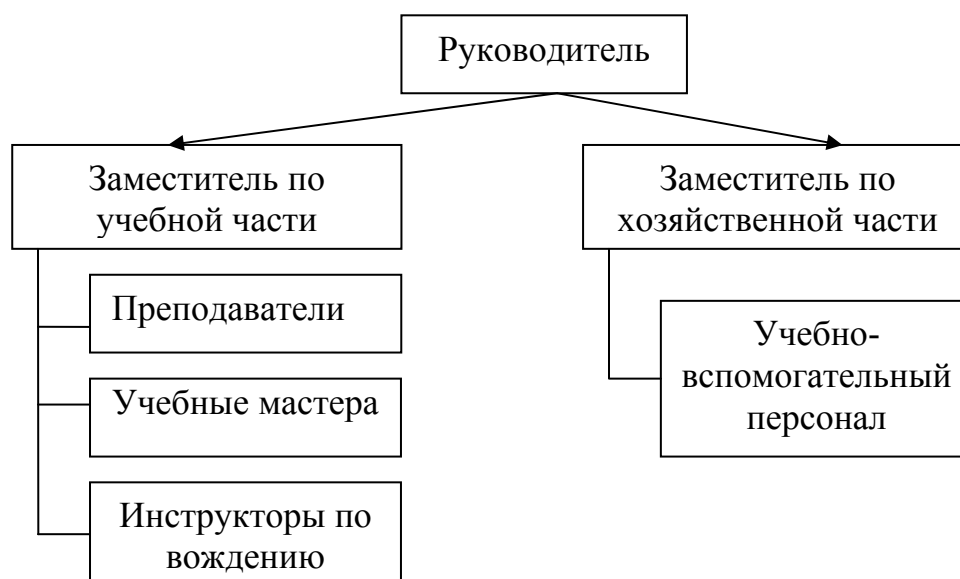 Руководитель
Заместитель по
учебной части
Заместитель по
хозяйственной части
Преподаватели
Учебные мастера
Инструкторы по
вождению
Учебно-
вспомогательный
персонал